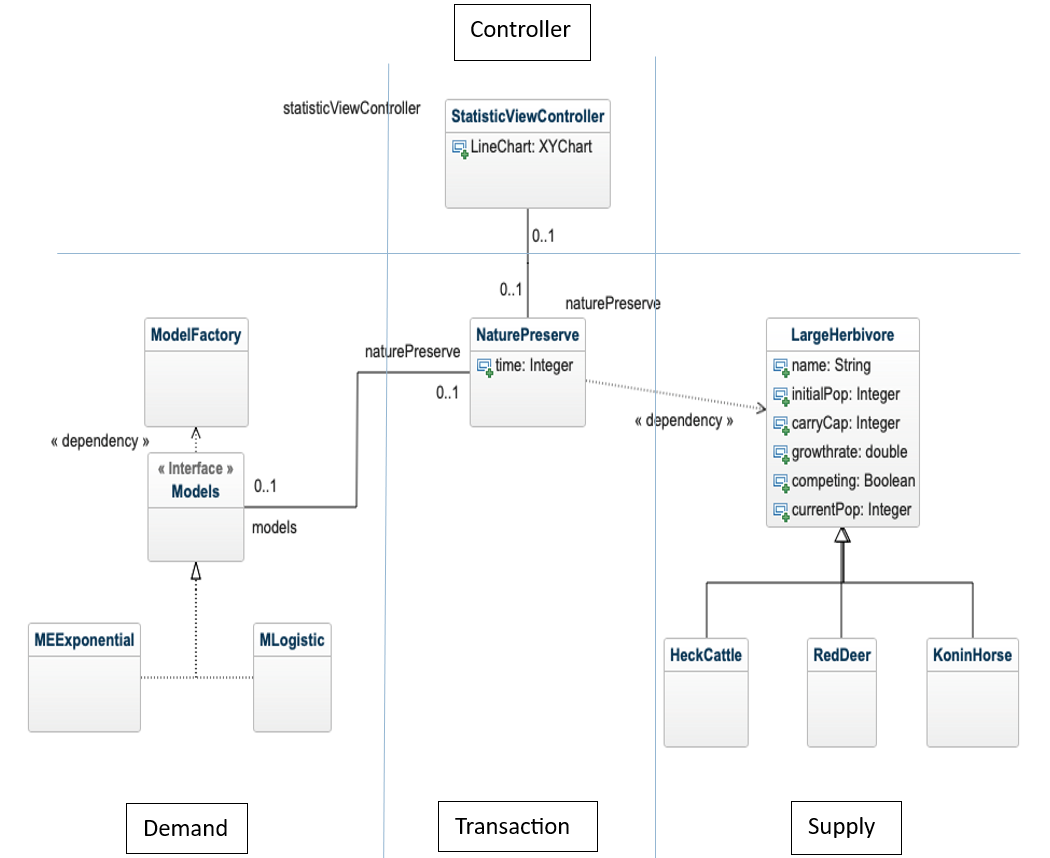 Controller
statisticViewController
StatisticViewController
LineChart: XYChart
0..1
0..1
naturePreserve
ModelFactory
naturePreserve
NaturePreserve
time: Integer
0..1
LargeHerbivore
name: String
initialPop: Integer
carryCap: Integer
growthrate: double
competing: Boolean
currentPop: Integer
« dependency »
« dependency »
« Interface »
Models
0..1
models
MEExponential
MLogistic
HeckCattle
RedDeer
KoninHorse
Demand
Transaction
Supply